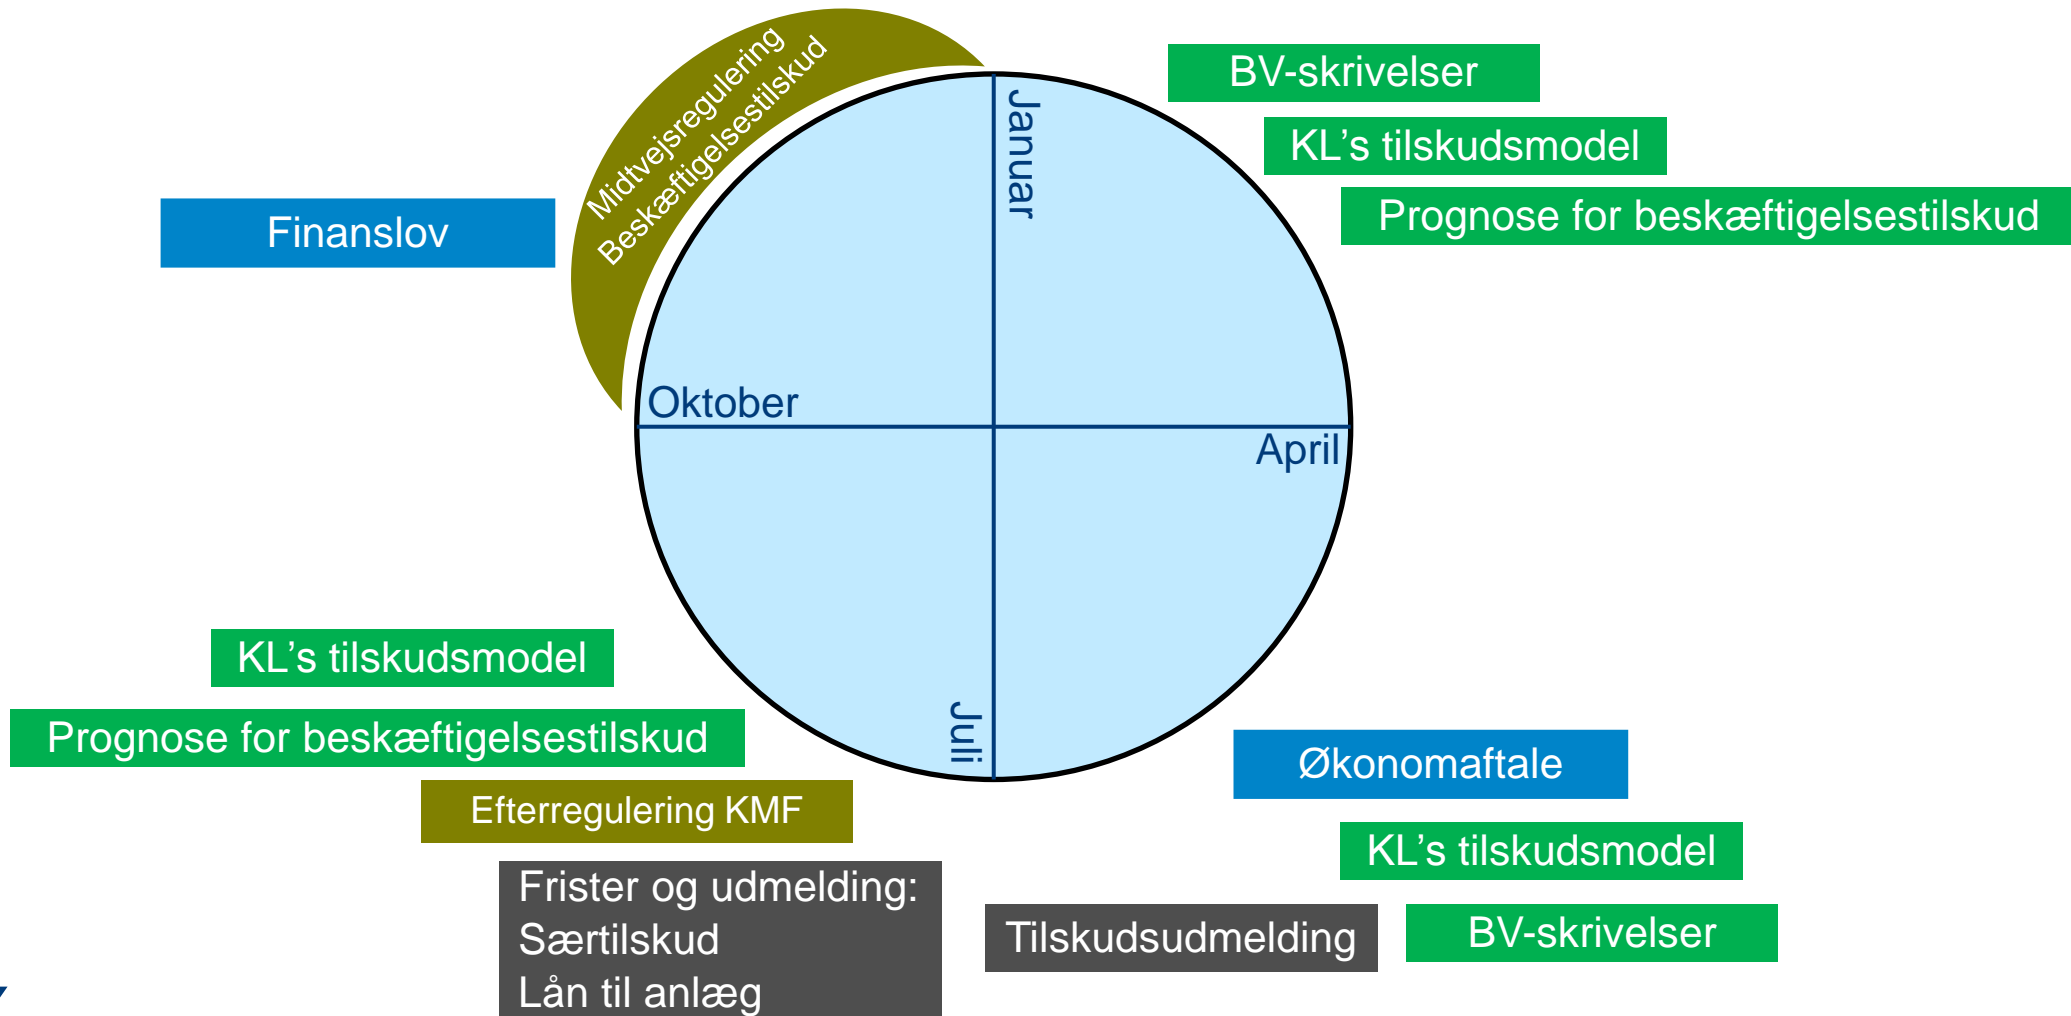 Midtvejsregulering
Beskæftigelsestilskud
BV-skrivelser
KL's tilskudsmodel
Prognose for beskæftigelsestilskud
Finanslov
Januar
Oktober
April
Juli
KL's tilskudsmodel
Prognose for beskæftigelsestilskud
Efterregulering KMF
Frister og udmelding:
Særtilskud
Lån til anlæg
Økonomaftale
KL's tilskudsmodel
Tilskudsudmelding
BV-skrivelser